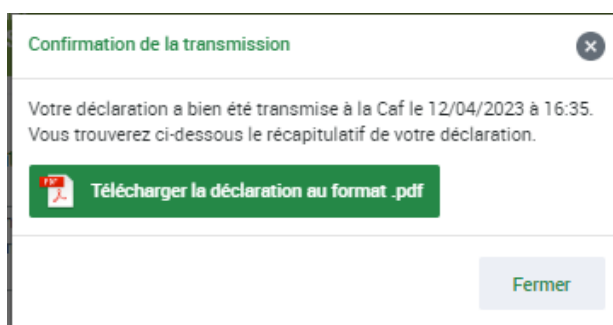 Confirmation de la transmission
Votre déclaration a bien été transmise à la Caf le 12/04/2023 à 16:35.
Vous trouverez ci-dessous le récapitulatif de votre déclaration.
PDF
Télécharger la déclaration au format .pdf
Fermer